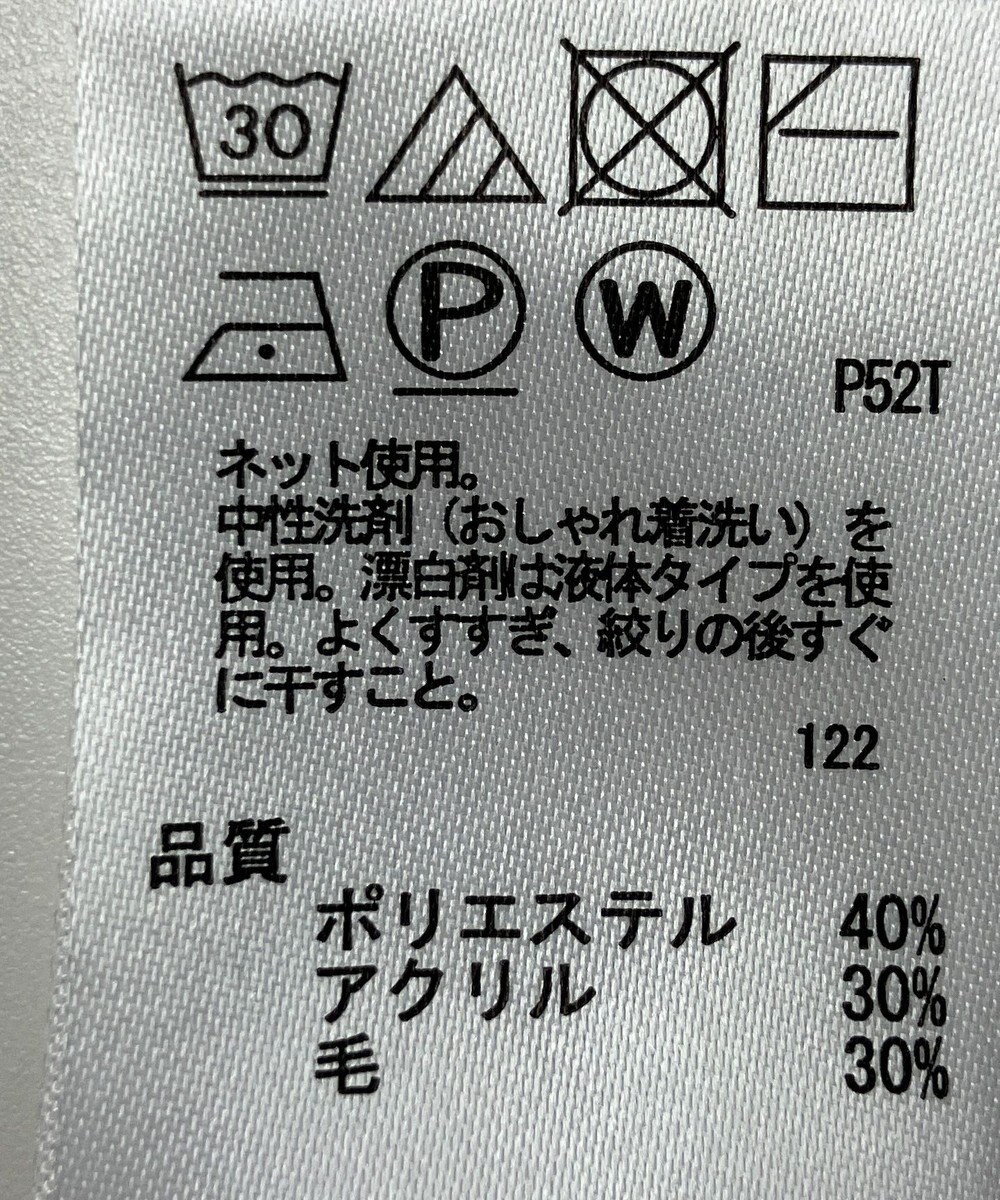 30
P W
P52T
ネット使用。
中性洗剤（おしゃれ着洗い）を
使用。漂白剤は液体タイプを使
用。よくすすぎ、絞りの後すぐ
に干すこと。
122
品質
ポリエステル 40%
アクリル 30%
毛 30%